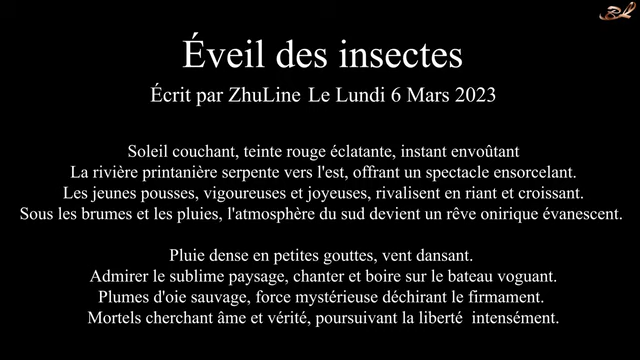 Éveil des insectes
Écrit par ZhuLine Le Lundi 6 Mars 2023
Soleil couchant, teinte rouge éclatante, instant envoûtant
La rivière printanière serpente vers l'est, offrant un spectacle ensorcelant.
Les jeunes pousses, vigoureuses et joyeuses, rivalisent en riant et croissant.
Sous les brumes et les pluies, l'atmosphère du sud devient un rêve onirique évanescent.
Pluie dense en petites gouttes, vent dansant.
Admirer le sublime paysage, chanter et boire sur le bateau voguant.
Plumes d'oie sauvage, force mystérieuse déchirant le firmament.
Mortels cherchant âme et vérité, poursuivant la liberté  intensément.